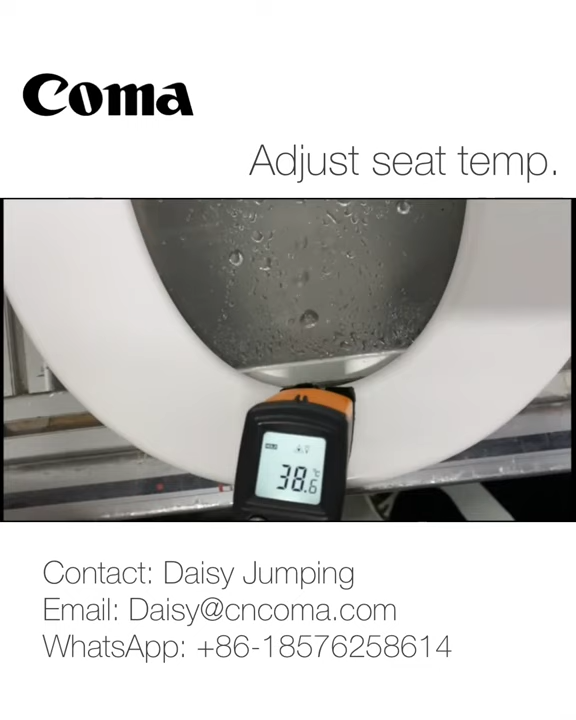 Coma
Adjust seat temp.
38.6
Contact: Daisy Jumping
Email: Daisy@cncoma.com
WhatsApp: +86-18576258614